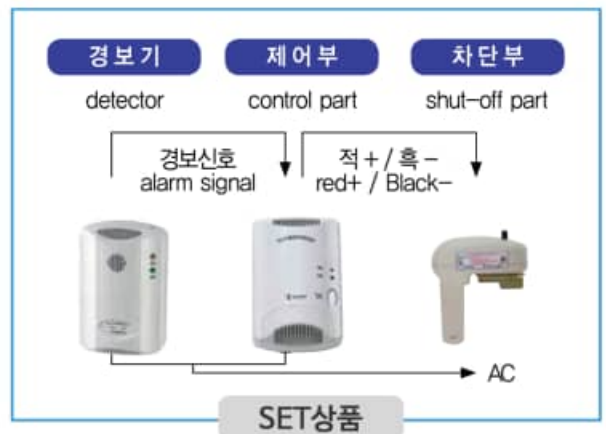 경보기 제어부 차단부
detector control part shut-off part
경보신호 적 + / 흑 -
alarm signal red+ / Black-
AC
SET상품